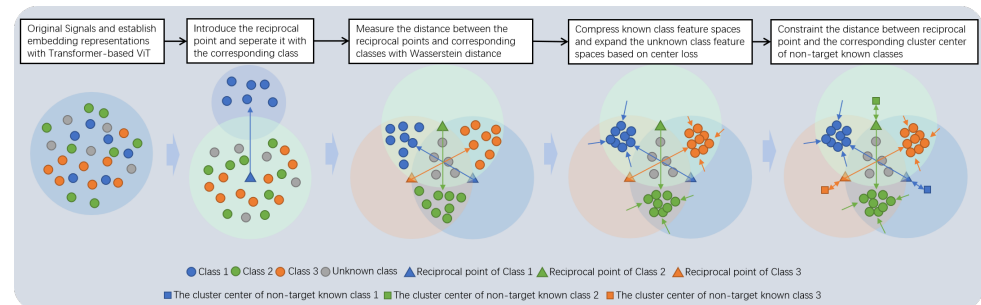 Original Signals and establish
embedding representations
with Transformer-based ViT
Introduce the reciprocal
point and seperate it with
the corresponding class
Measure the distance between the
reciprocal points and corresponding
classes with Wasserstein distance
Compress known class feature spaces
and expand the unknown class feature
spaces based on center loss
Constraint the distance between reciprocal
point and the corresponding cluster center
of non-target known classes
Class 1 Class 2 Class 3 Unknown class Reciprocal point of Class 1 Reciprocal point of Class 2 Reciprocal point of Class 3
The cluster center of non-target known class 1 The cluster center of non-target known class 2 The cluster center of non-target known class 3